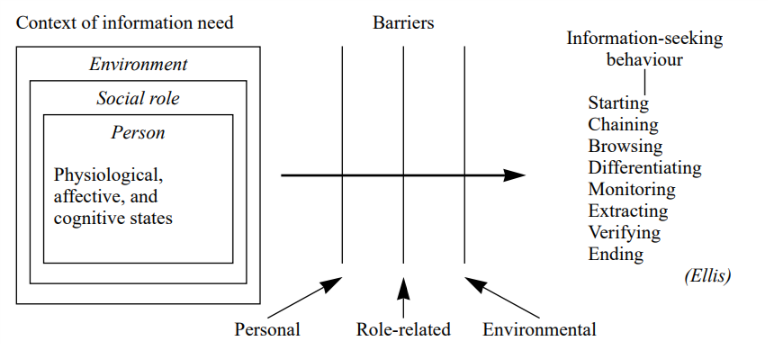 Context of information need
Barriers
Information-seeking
behaviour
Environment
Social role
Person
Physiological,
affective, and
cognitive states
Starting
Chaining
Browsing
Differentiating
Monitoring
Extracting
Verifying
Ending
(Ellis)
Personal
Role-related
Environmental